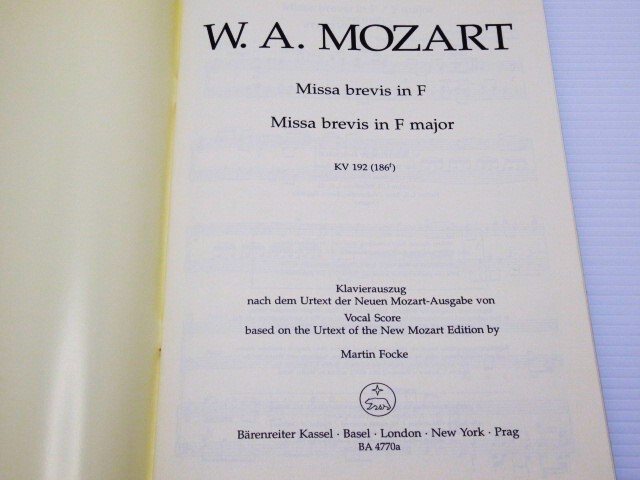 W. A. MOZART
Missa brevis in F
Missa brevis in F major
KV 192 (186f)
Klavierauszug
nach dem Urtext der Neuen Mozart-Ausgabe von
Vocal Score
based on the Urtext of the New Mozart Edition by
Martin Focke
Bärenreiter Kassel · Basel · London · New York · Prag
BA 4770a